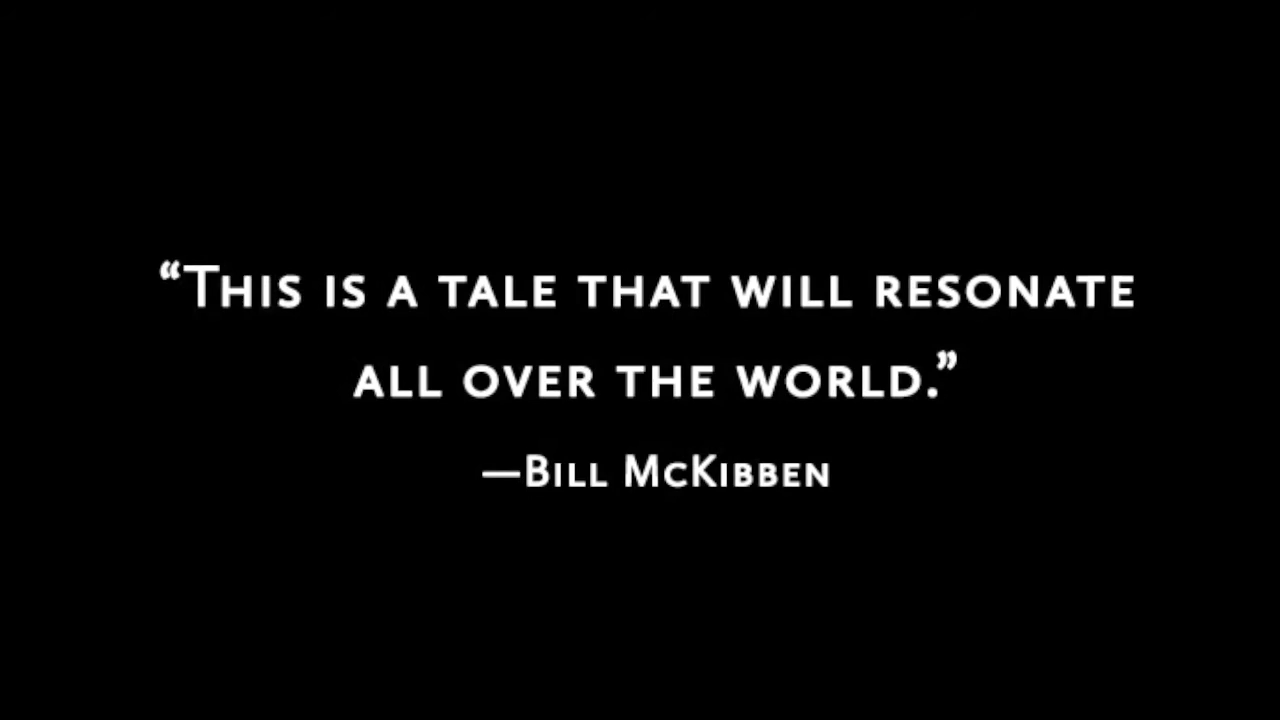 “This is a tale that will resonate
all over the world.”
—Bill McKibben